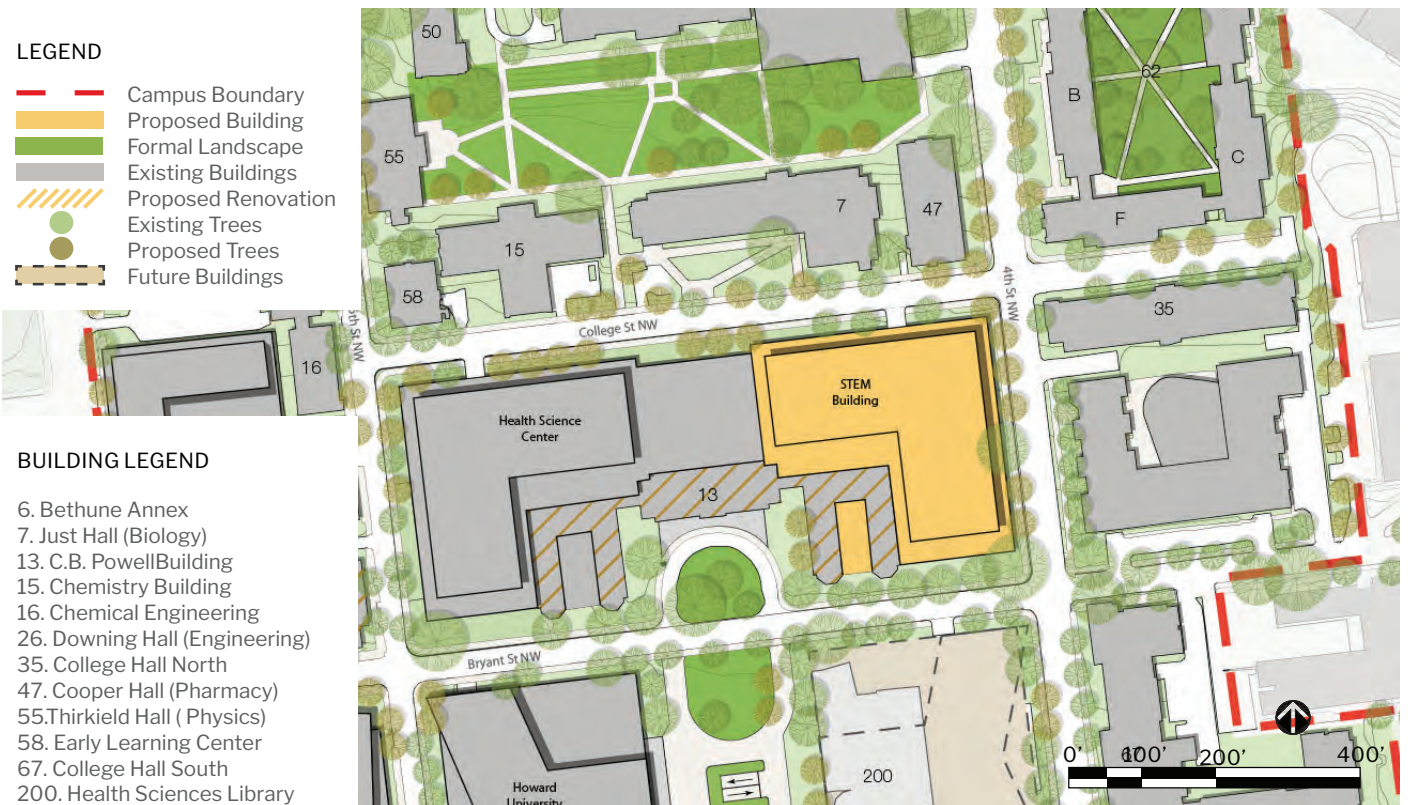 LEGEND
Campus Boundary
Proposed Building
Formal Landscape
Existing Buildings
Proposed Renovation
Existing Trees
Proposed Trees
Future Buildings
BUILDING LEGEND
6. Bethune Annex
7. Just Hall (Biology)
13. C.B. PowellBuilding
15. Chemistry Building
16. Chemical Engineering
26. Downing Hall (Engineering)
35. College Hall North
47. Cooper Hall (Pharmacy)
55.Thirkield Hall ( Physics)
58. Early Learning Center
67. College Hall South
200. Health Sciences Library
50
62
B
55
C
7
47
F
15
58
4th St NW
35
College St NW
th St NW
16
STEM
Building
Health Science
Center
13
Bryant St NW
200
Howard
University
67
0’ 100’ 200’ 400’